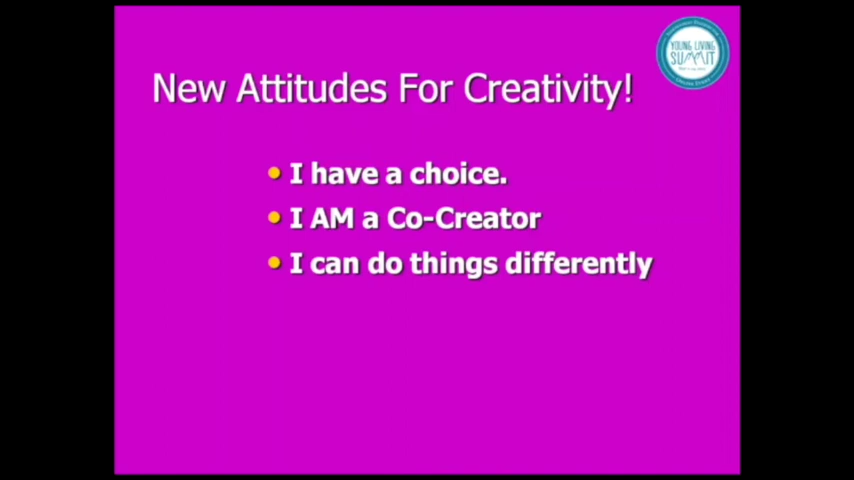 YOUNG LIVING
SUMMIT
New Attitudes For Creativity!
• I have a choice.
• I AM a Co-Creator
• I can do things differently